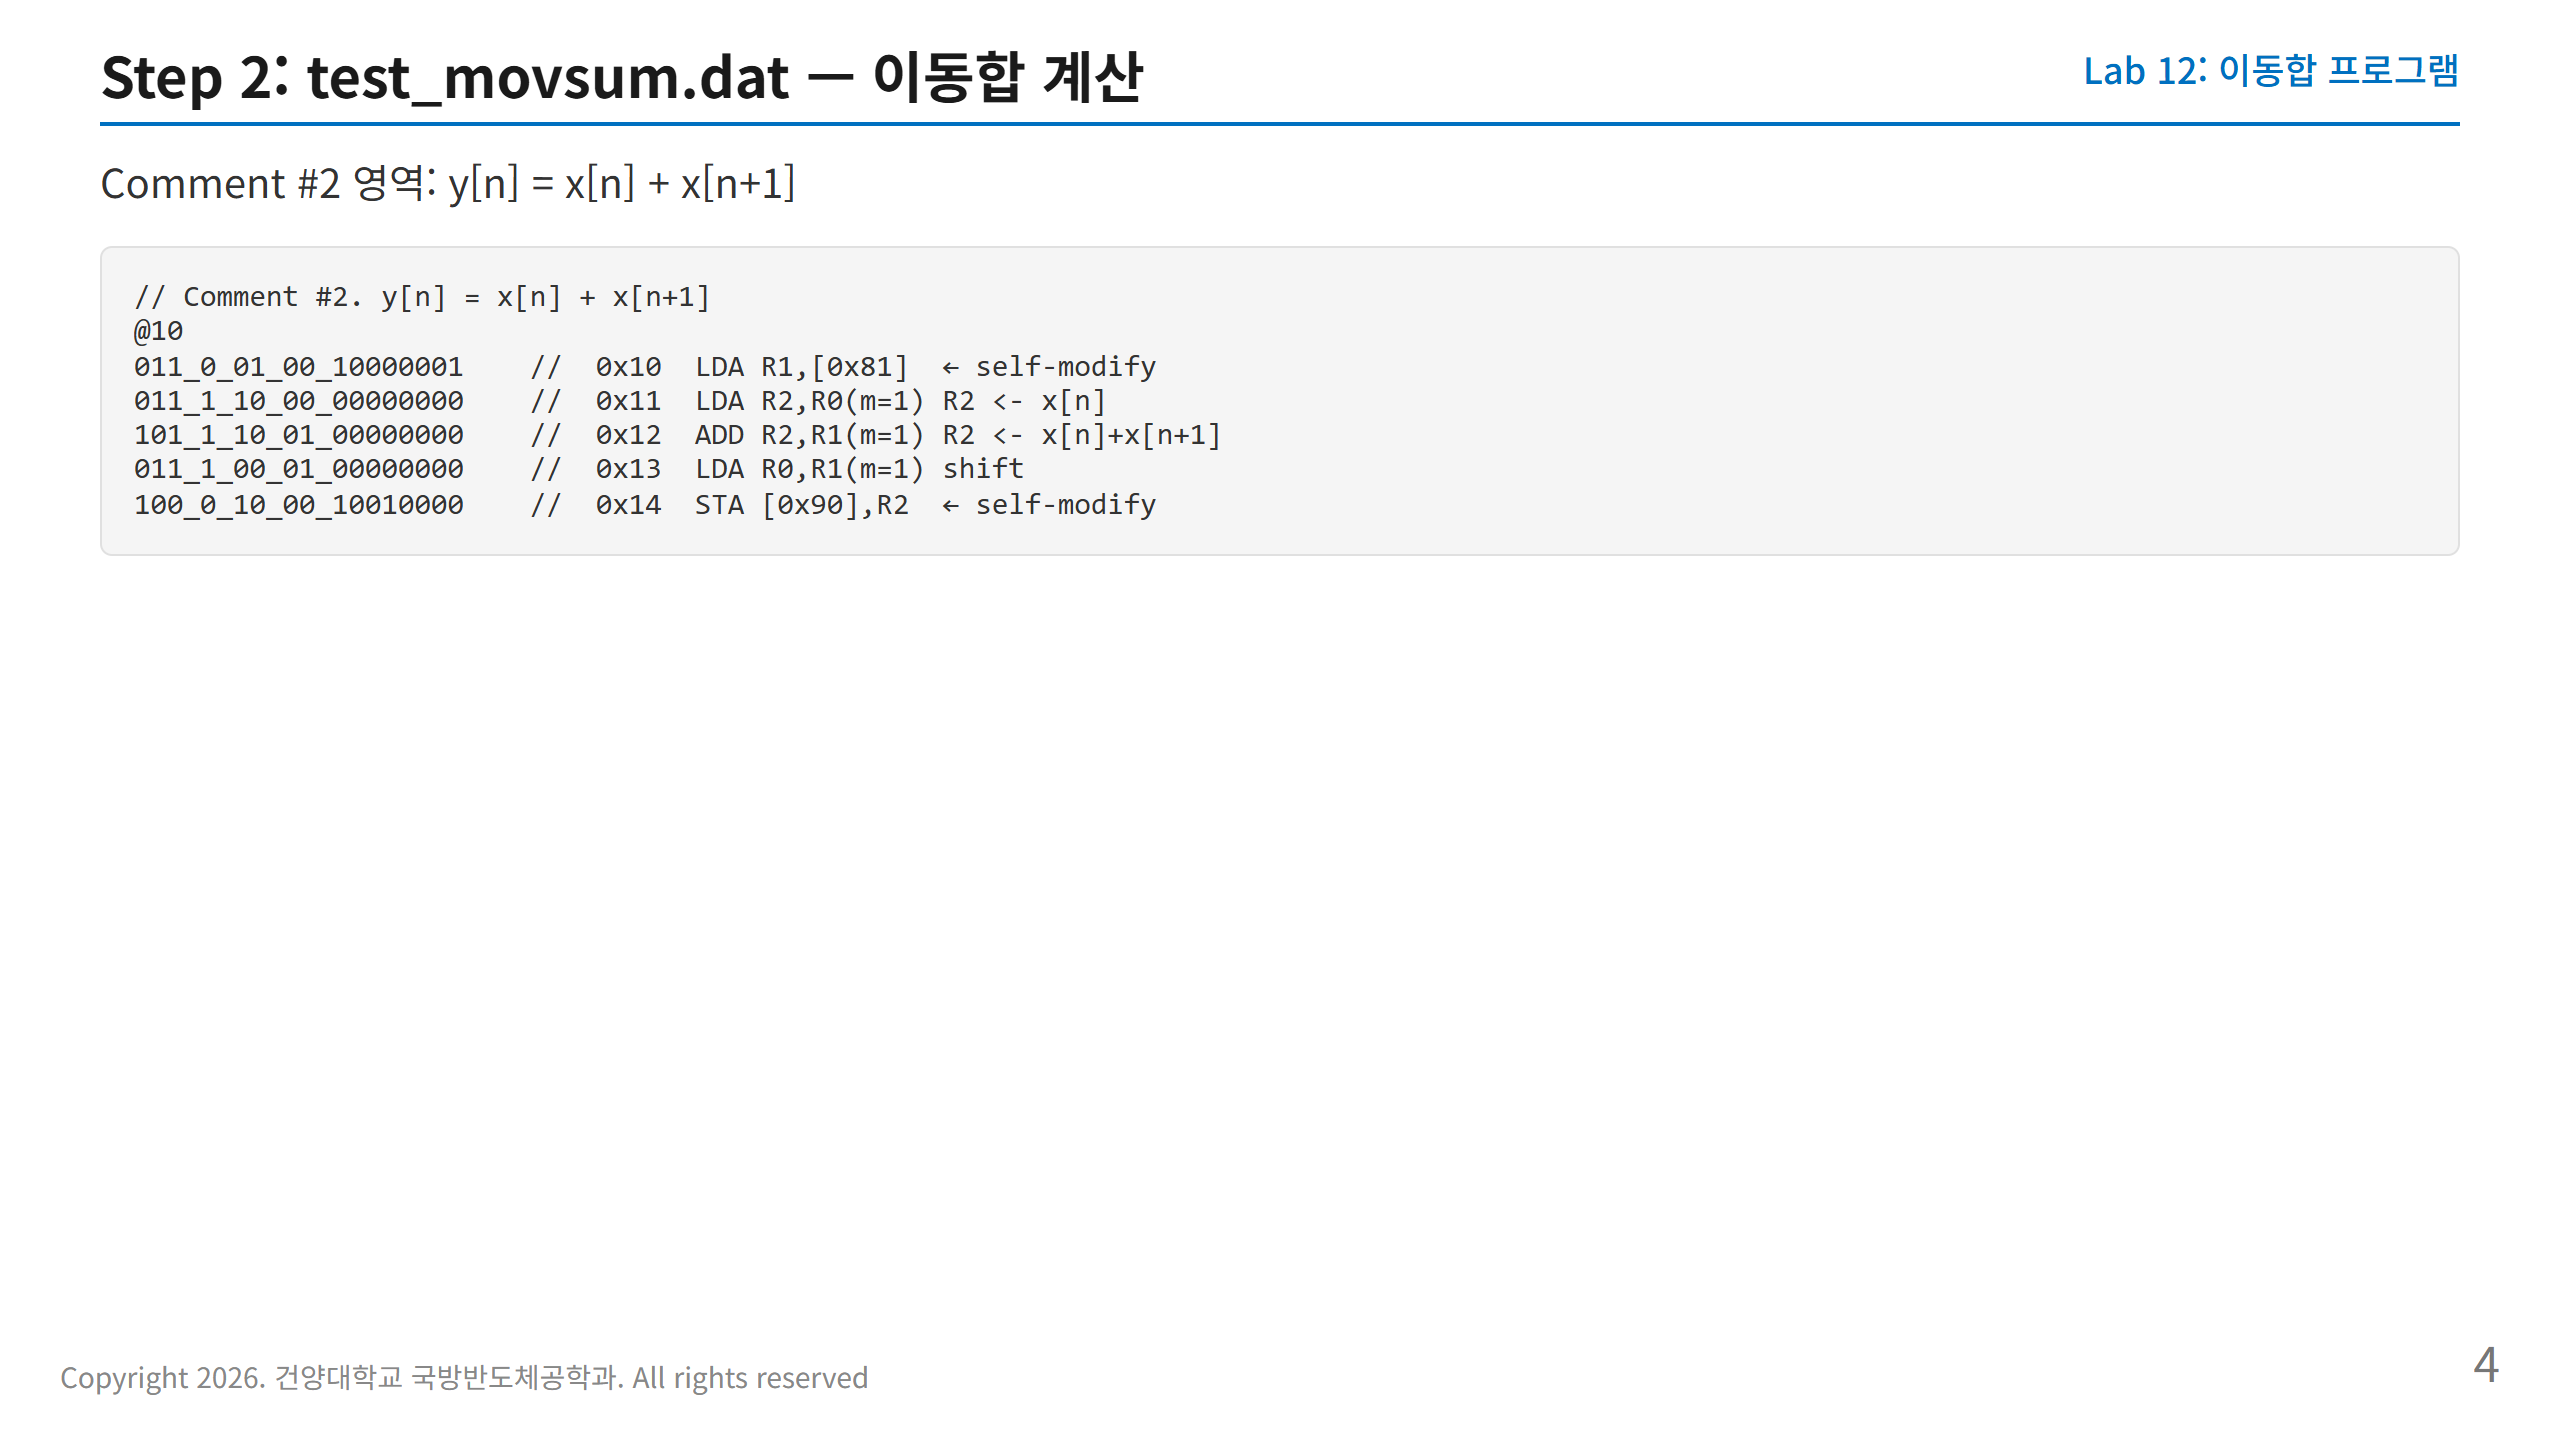 Step 2: test_movsum.dat — 이동합 계산
Lab 12: 이동합 프로그램
Comment #2 영역: y[n] = x[n] + x[n+1]
// Comment #2. y[n] = x[n] + x[n+1]
@10
011_0_01_00_10000001    //  0x10  LDA R1,[0x81]  ← self-modify
011_1_10_00_00000000    //  0x11  LDA R2,R0(m=1) R2 <- x[n]
101_1_10_01_00000000    //  0x12  ADD R2,R1(m=1) R2 <- x[n]+x[n+1]
011_1_00_01_00000000    //  0x13  LDA R0,R1(m=1) shift
100_0_10_00_10010000    //  0x14  STA [0x90],R2  ← self-modify
Copyright 2026. 건양대학교 국방반도체공학과. All rights reserved
4